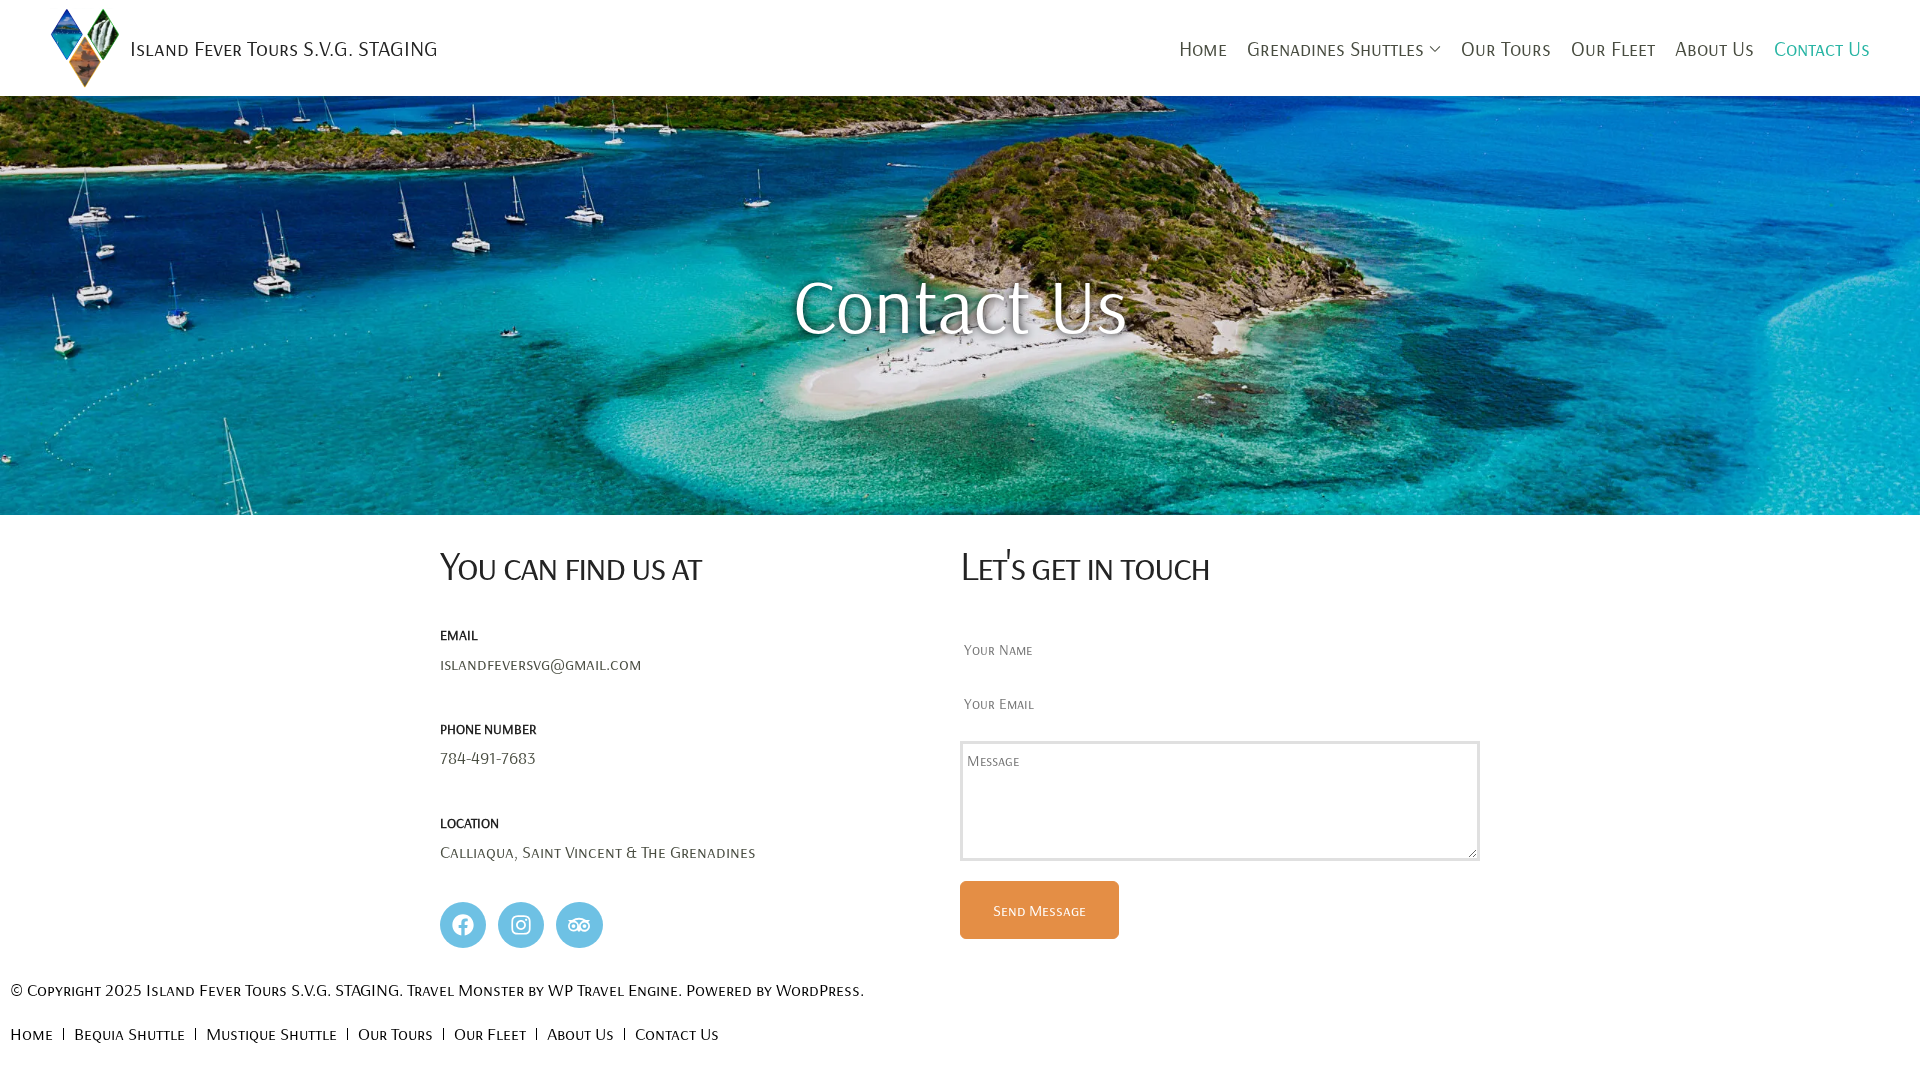 Island Fever Tours S.V.G. STAGING
Home Grenadines Shuttles Our Tours Our Fleet About Us Contact Us
Contact Us
You can find us at
EMAIL
islandfeversvg@gmail.com
PHONE NUMBER
784-491-7683
LOCATION
Calliaqua, Saint Vincent & The Grenadines
Let's get in touch
Your Name
Your Email
Message
Send Message
© Copyright 2025 Island Fever Tours S.V.G. STAGING. Travel Monster by WP Travel Engine. Powered by WordPress.
Home | Bequia Shuttle | Mustique Shuttle | Our Tours | Our Fleet | About Us | Contact Us